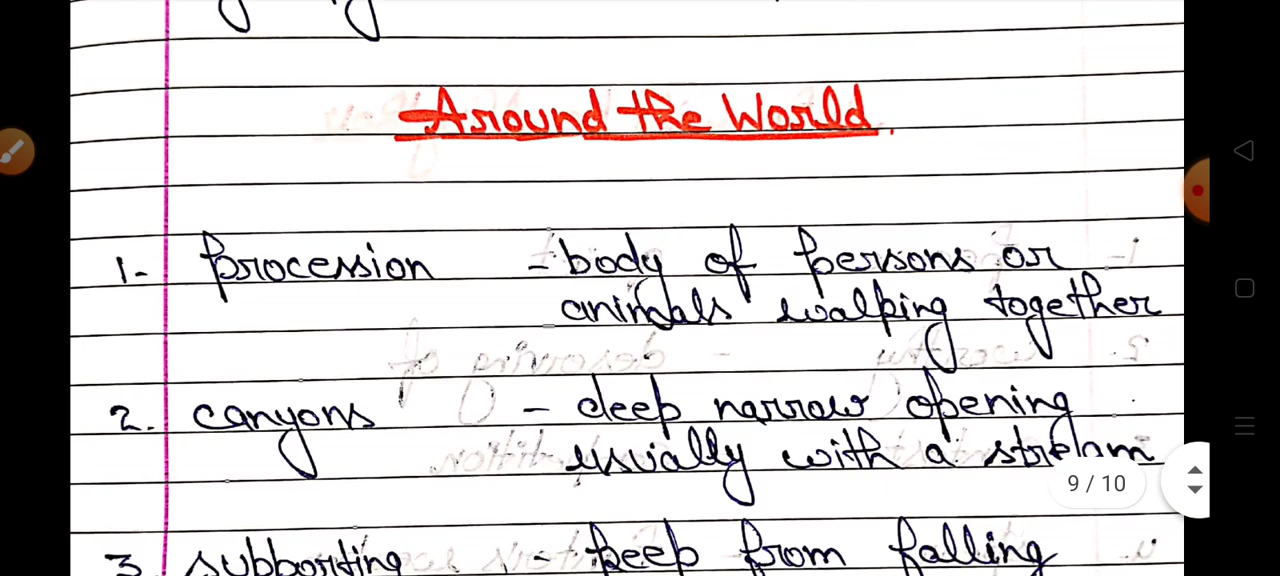 Around the World.
1- Procession - body of persons or
animals walking together
2. canyons - deep narrow opening
usually with a stream
9 / 10
3. supporting - keep from falling